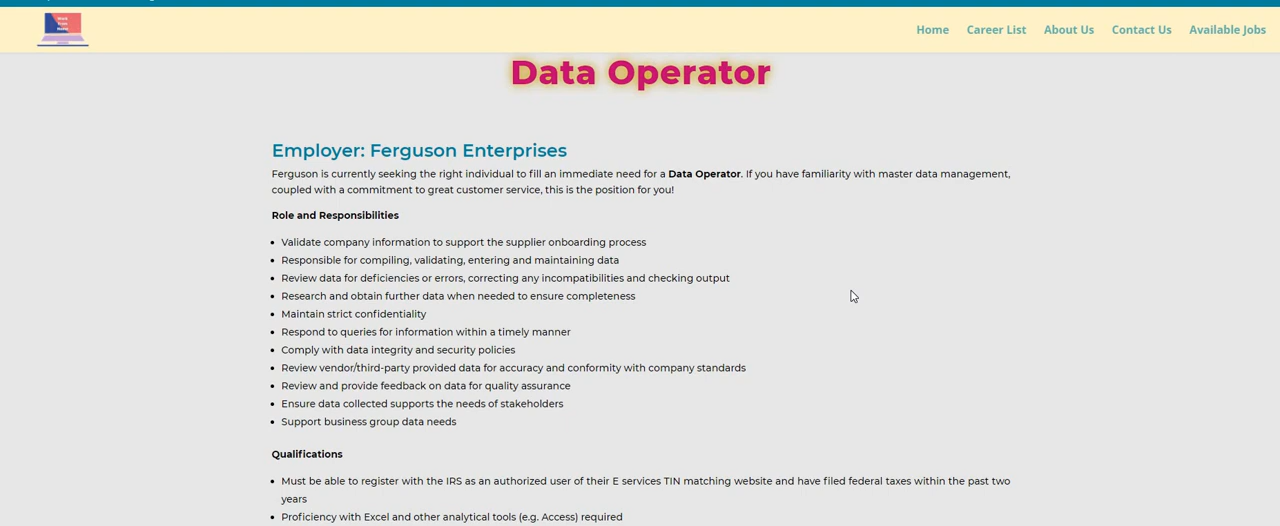 Home Career List About Us Contact Us Available Jobs
Data Operator
Employer: Ferguson Enterprises
Ferguson is currently seeking the right individual to fill an immediate need for a Data Operator. If you have familiarity with master data management,
coupled with a commitment to great customer service, this is the position for you!
Role and Responsibilities
Validate company information to support the supplier onboarding process
Responsible for compiling, validating, entering and maintaining data
Review data for deficiencies or errors, correcting any incompatibilities and checking output
Research and obtain further data when needed to ensure completeness
Maintain strict confidentiality
Respond to queries for information within a timely manner
Comply with data integrity and security policies
Review vendor/third-party provided data for accuracy and conformity with company standards
Review and provide feedback on data for quality assurance
Ensure data collected supports the needs of stakeholders
Support business group data needs
Qualifications
Must be able to register with the IRS as an authorized user of their E services TIN matching website and have filed federal taxes within the past two
years
Proficiency with Excel and other analytical tools (e.g. Access) required